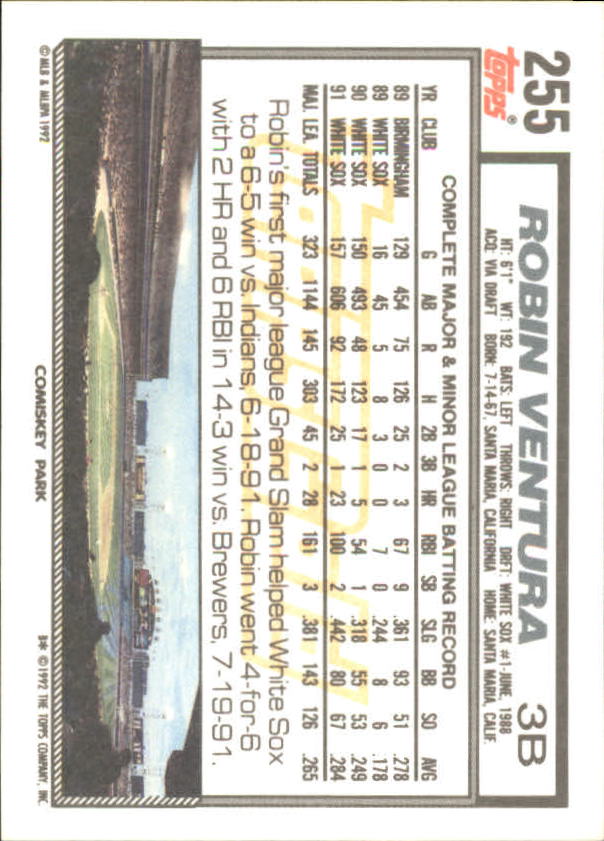 255
topps®
ROBIN VENTURA 3B
HT: 6'1" WT: 192 BATS: LEFT THROWS: RIGHT DRAFT: WHITE SOX #1-JUNE, 1988
ACQ: VIA DRAFT BORN: 7-14-67, SANTA MARIA, CALIFORNIA HOME: SANTA MARIA, CALIF.
COMPLETE MAJOR & MINOR LEAGUE BATTING RECORD
YR CLUB G AB R H 2B 3B HR RBI SB SLG BB SO AVG
89 BIRMINGHAM 129 454 75 126 25 2 3 67 9 .361 93 51 .278
89 WHITE SOX 16 45 5 8 3 0 0 7 0 .244 8 6 .178
90 WHITE SOX 150 493 48 123 17 1 5 54 1 .318 55 53 .249
91 WHITE SOX 157 606 92 172 25 1 23 100 2 .442 80 67 .284
MAJ. LEA. TOTALS 323 1144 145 303 45 2 28 161 3 .381 143 126 .265
Robin's first major league Grand Slam helped White Sox
to a 6-5 win vs. Indians, 6-18-91. Robin went 4-for-6
with 2 HR and 6 RBI in 14-3 win vs. Brewers, 7-19-91.
© MLB & MLBPA 1992
COMISKEY PARK
B* © 1992 THE TOPPS COMPANY, INC.